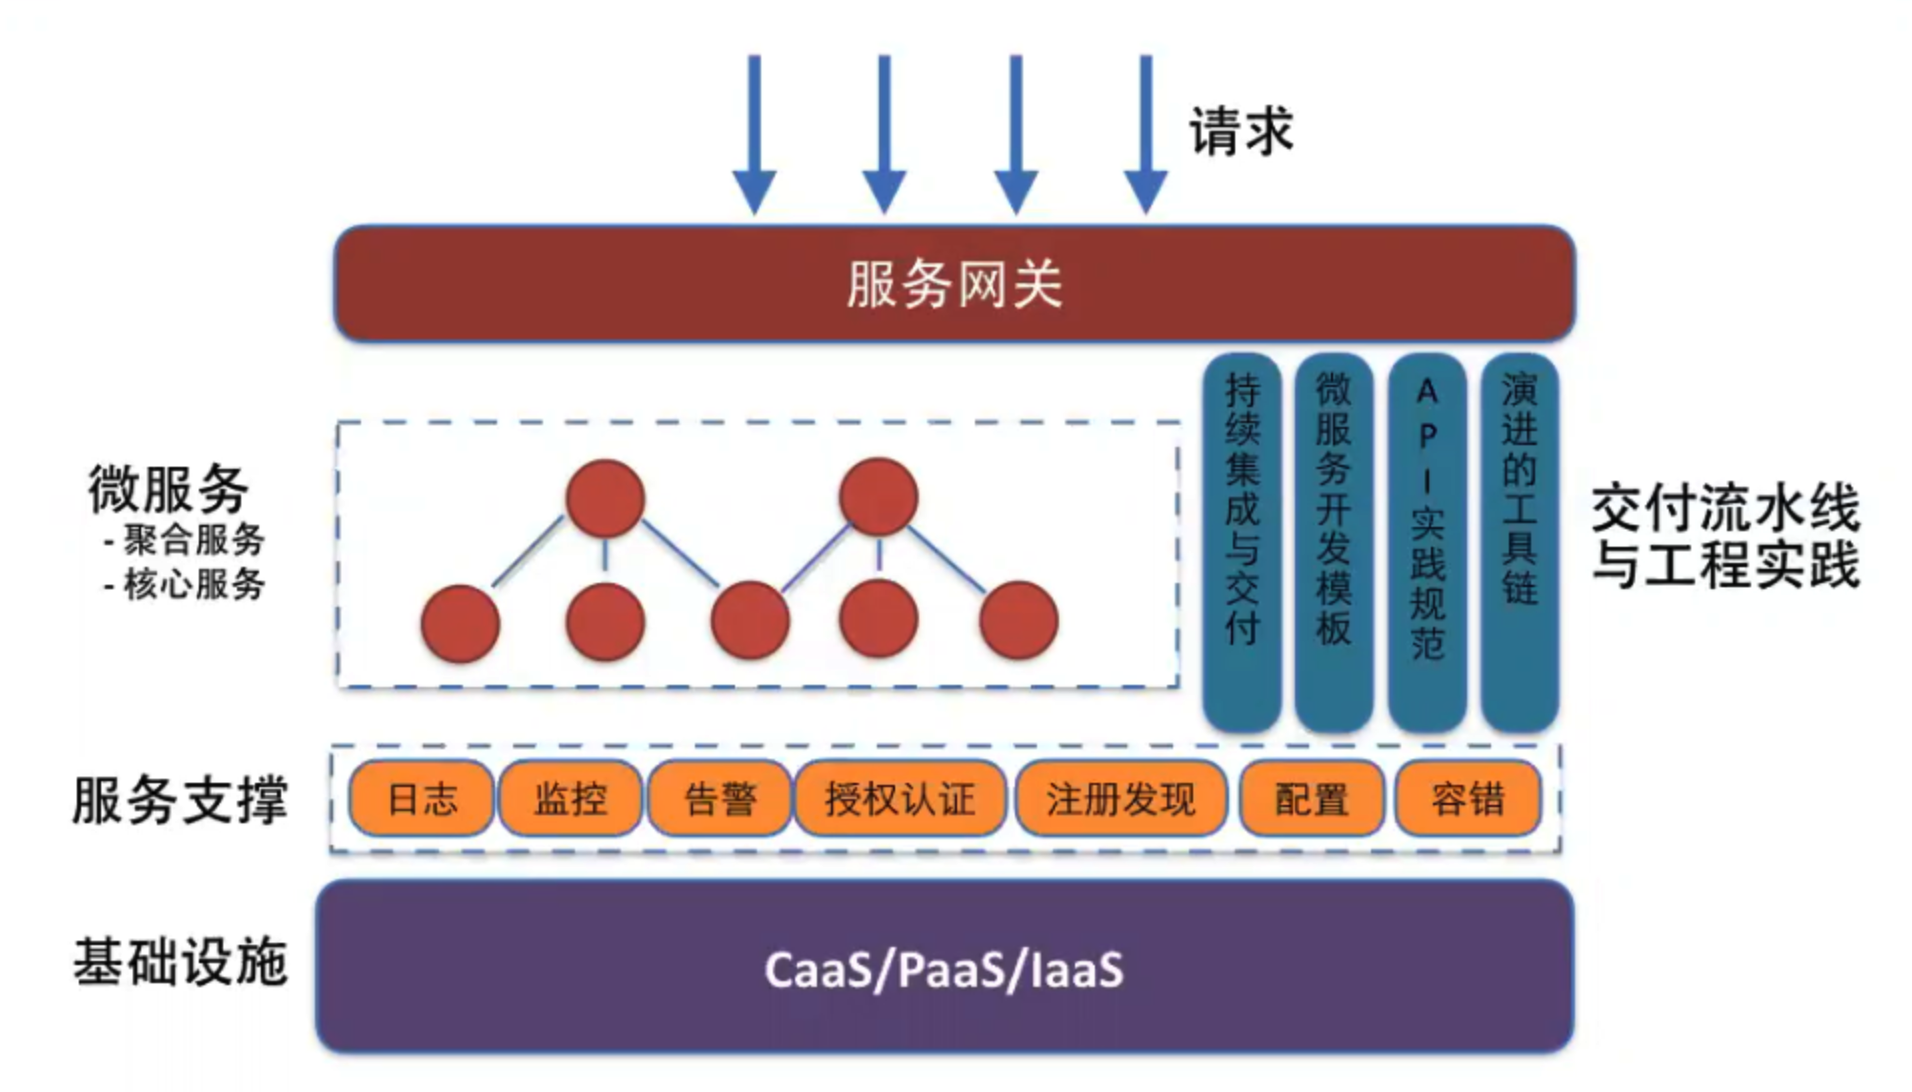 请求
服务网关
微服务
- 聚合服务
- 核心服务
持续集成与交付
微服务开发模板
API实践规范
演进的工具链
交付流水线
与工程实践
服务支撑
日志
监控
告警
授权认证
注册发现
配置
容错
基础设施
CaaS/PaaS/IaaS